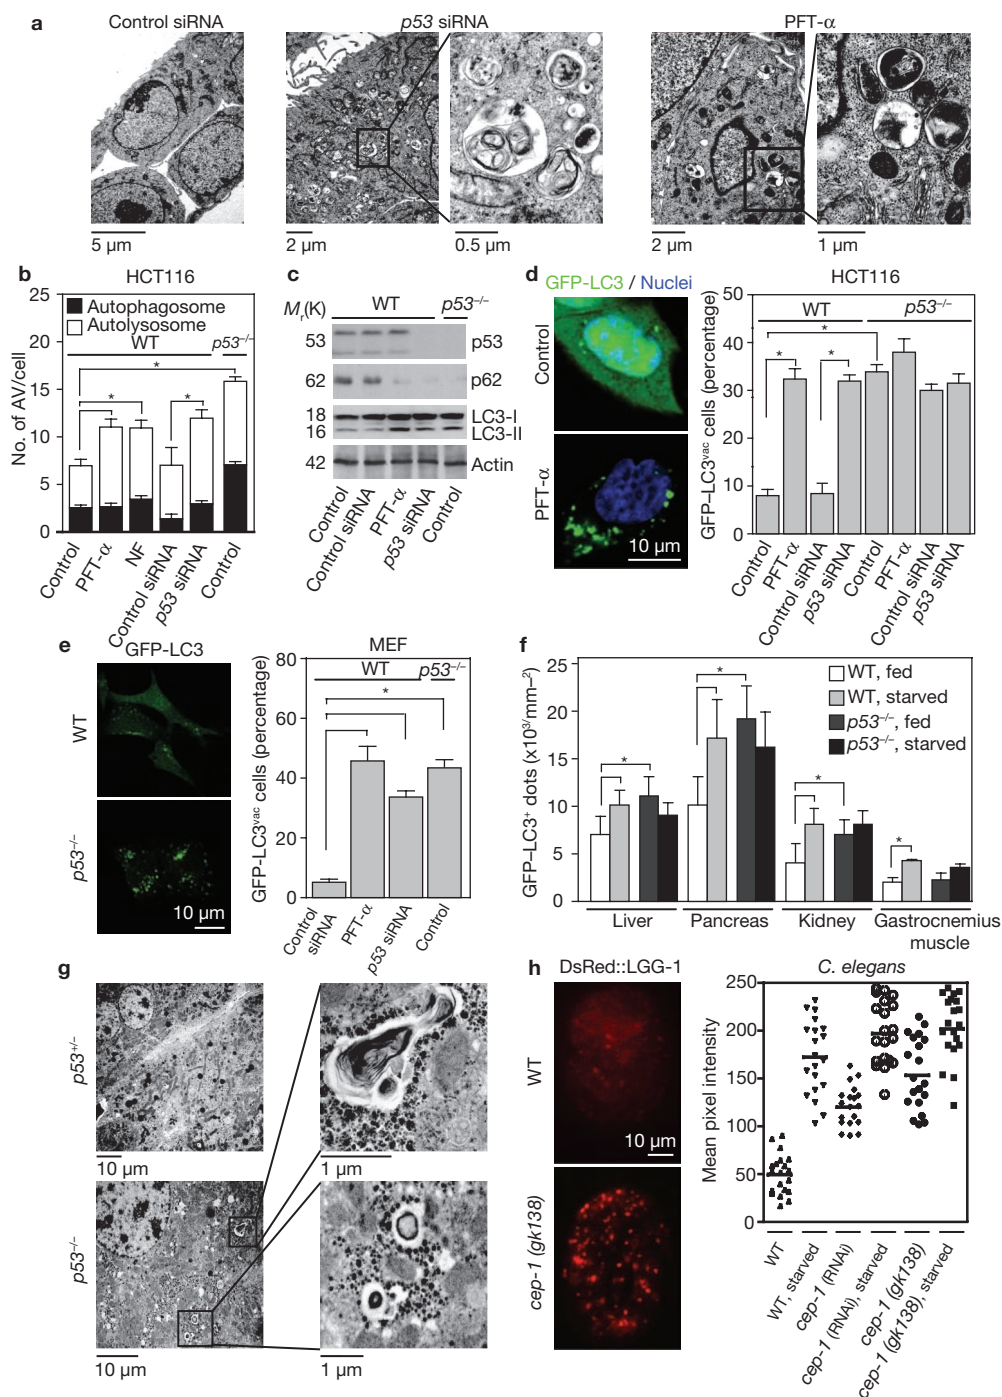 a
Control siRNA
p53 siRNA
PFT-α
5 µm
2 µm
0.5 µm
2 µm
1 µm
b
HCT116
No. of AV/cell
25
20
15
10
5
0
Autophagosome
Autolysosome
WT
p53–/–
*
*
*
Control
PFT-α
NF
Control siRNA
p53 siRNA
Control
c
Mr(K)
WT
p53–/–
53
p53
62
p62
18
LC3-I
16
LC3-II
42
Actin
Control
Control siRNA
PFT-α
p53 siRNA
Control
d
GFP-LC3 / Nuclei
Control
PFT-α
10 µm
HCT116
GFP–LC3vac cells (percentage)
50
40
30
20
10
0
WT
p53–/–
*
*
*
Control
PFT-α
Control siRNA
p53 siRNA
Control
PFT-α
Control siRNA
p53 siRNA
e
GFP-LC3
WT
p53–/–
10 µm
MEF
GFP-LC3vac cells (percentage)
80
60
40
20
0
WT
p53–/–
*
Control siRNA
PFT-α
p53 siRNA
Control
f
GFP–LC3+ dots (x10³/mm–2)
25
20
15
10
5
0
WT, fed
WT, starved
p53–/–, fed
p53–/–, starved
*
*
*
*
Liver
Pancreas
Kidney
Gastrocnemius
muscle
g
p53+/–
10 µm
1 µm
p53–/–
10 µm
1 µm
h
DsRed::LGG-1
WT
10 µm
cep-1 (gk138)
C. elegans
Mean pixel intensity
250
200
150
100
50
0
WT
WT, starved
cep-1 (RNAi)
cep-1 (RNAi), starved
cep-1 (gk138)
cep-1 (gk138), starved